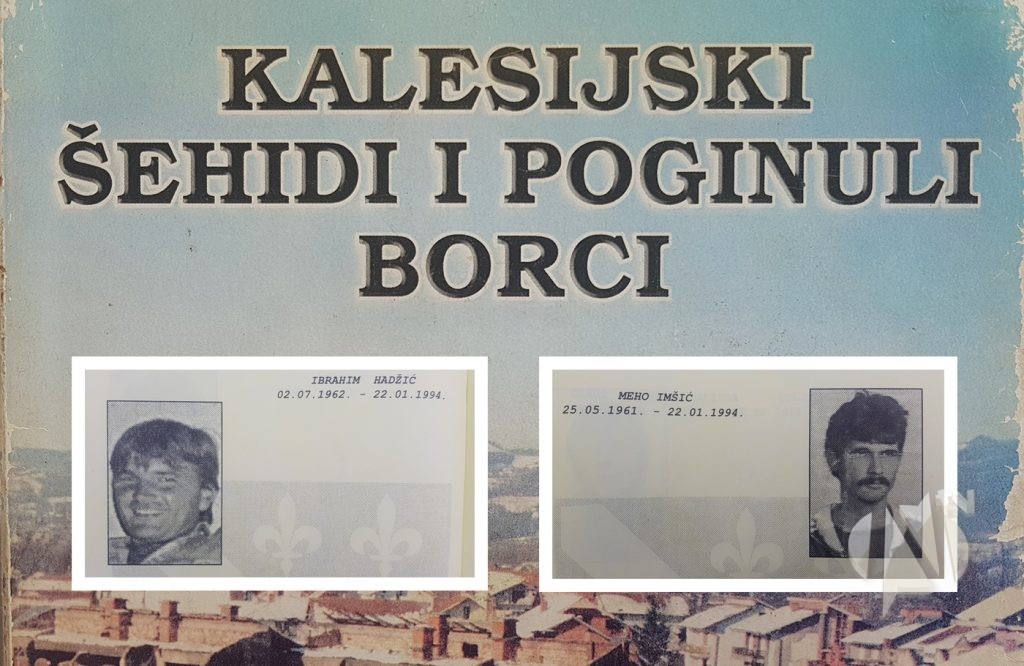 KALESIJSKI
ŠEHIDI I POGINULI
BORCI
IBRAHIM HADŽIĆ
02.07.1962. - 22.01.1994.
MEHO IMŠIĆ
25.05.1961. - 22.01.1994.